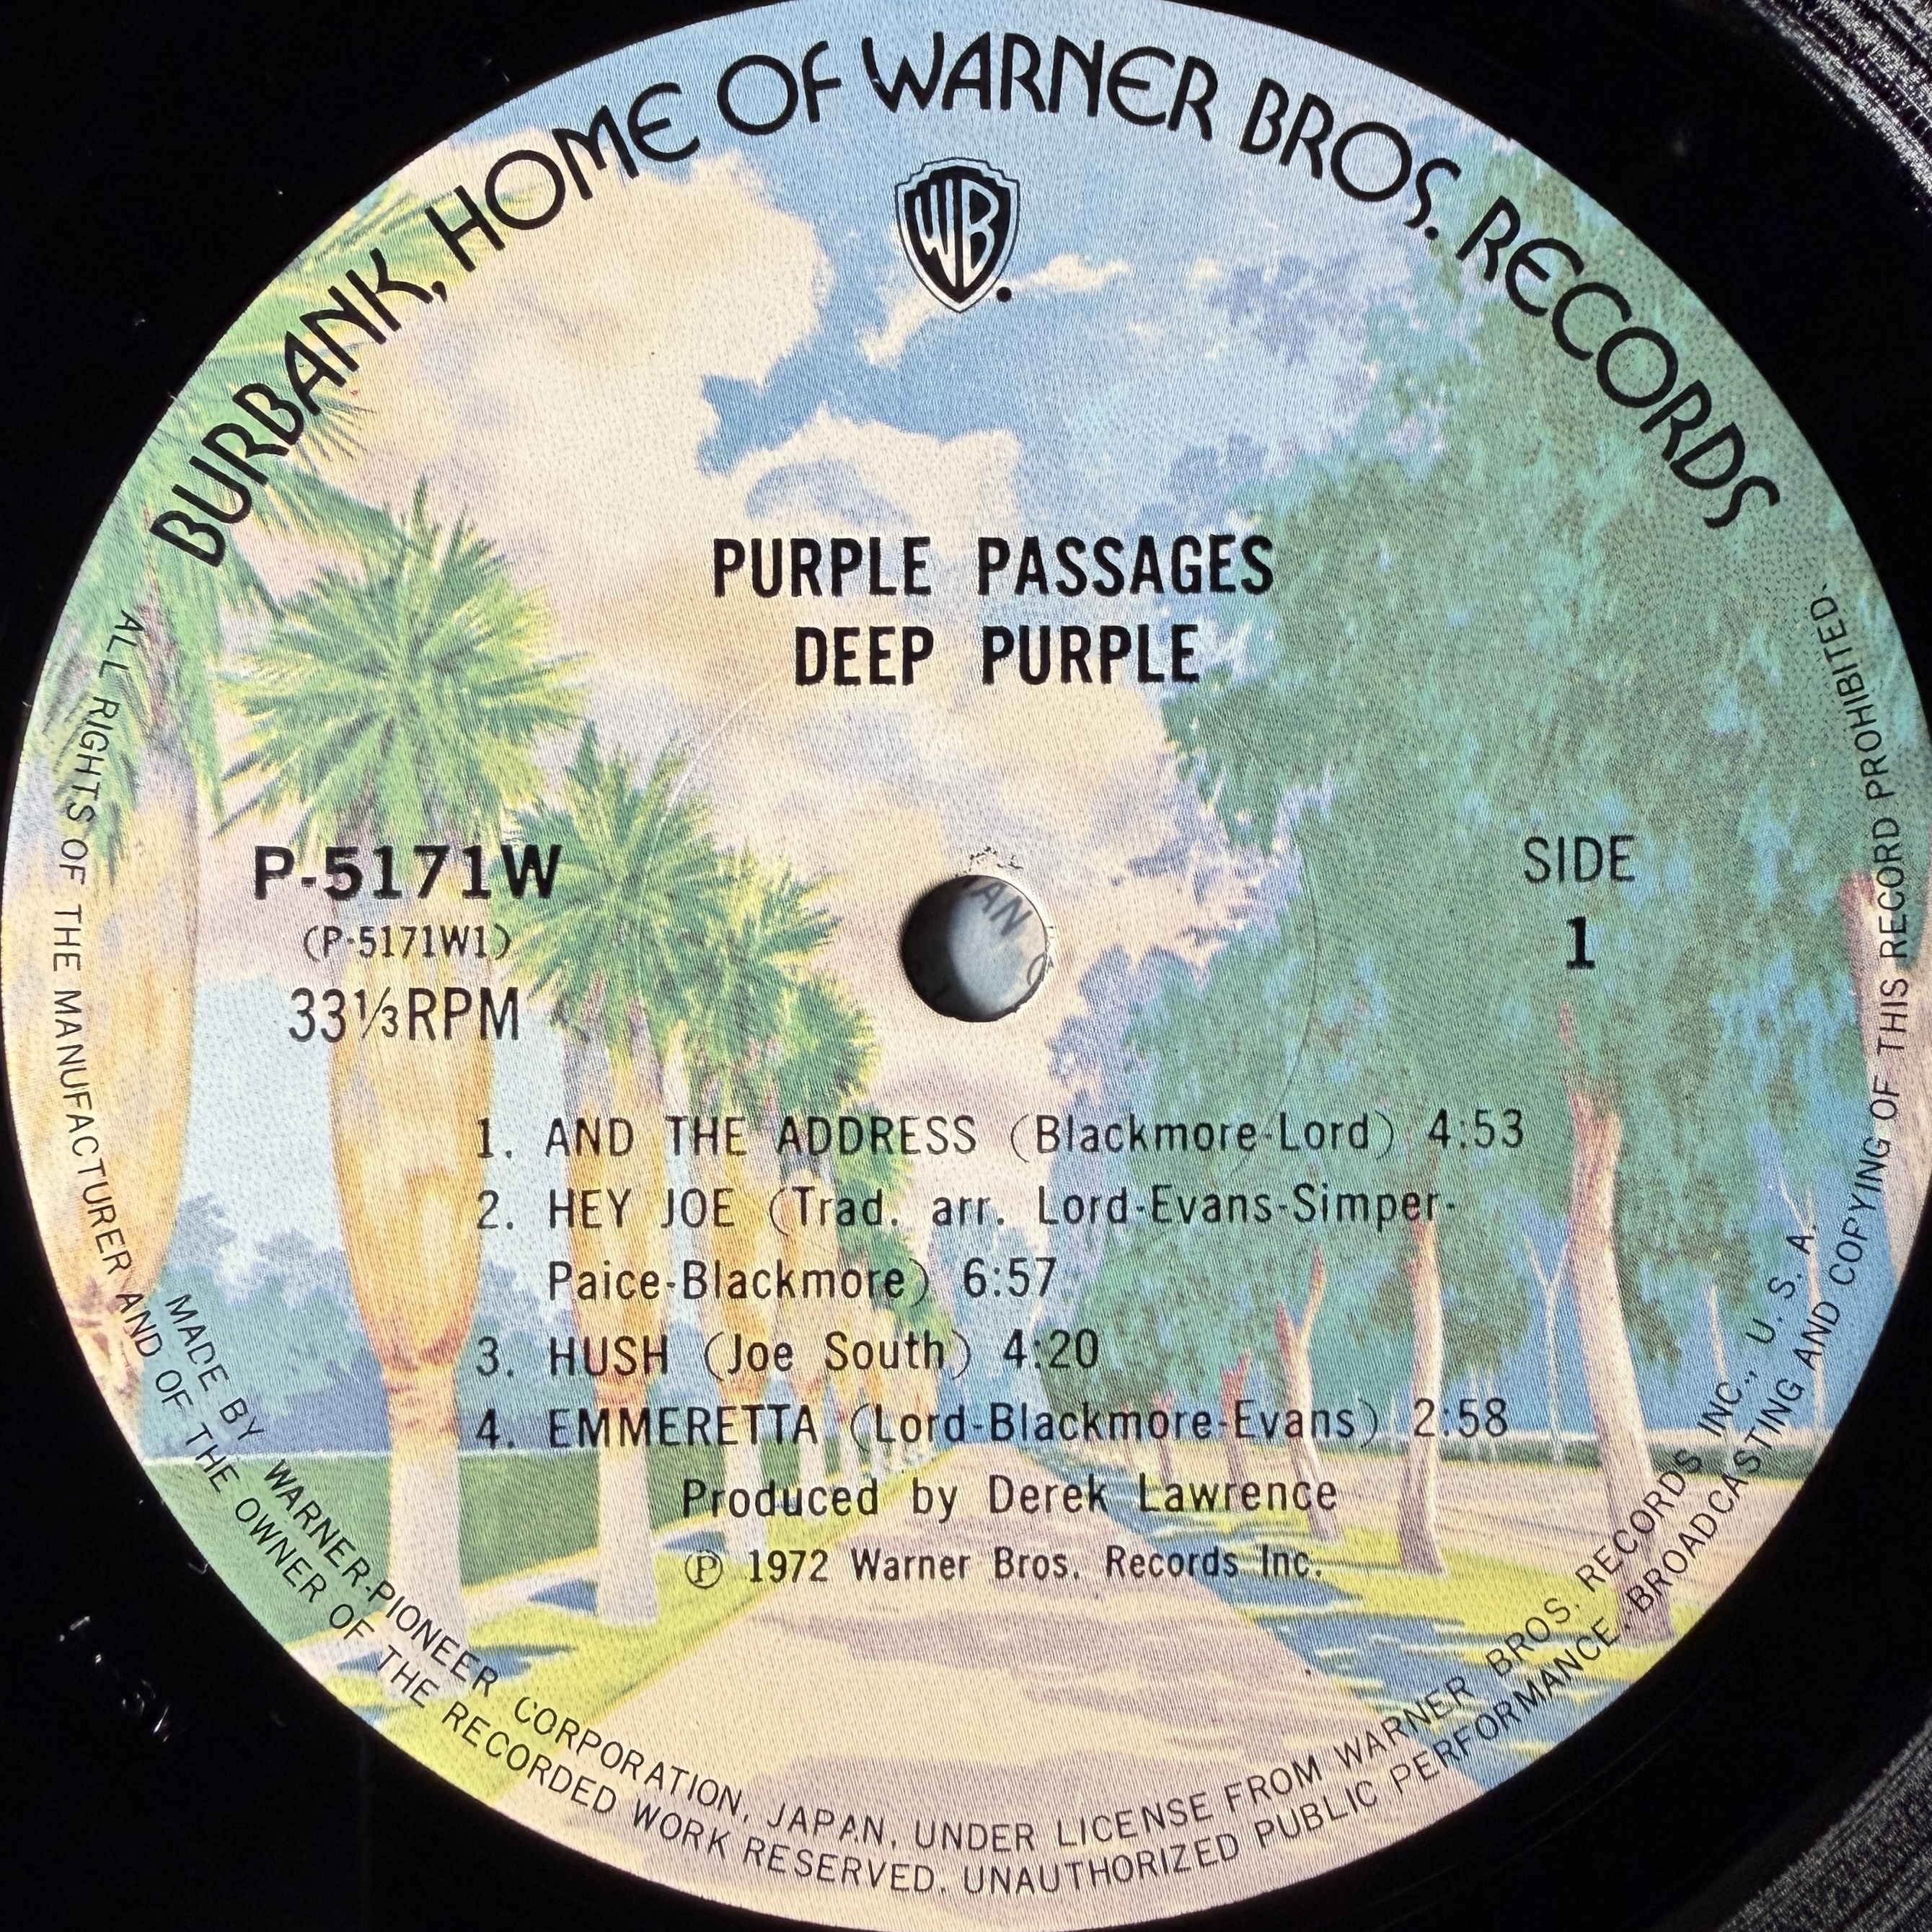 BURBANK, HOME OF WARNER BROS. RECORDS
WB
PURPLE PASSAGES
DEEP PURPLE
P-5171W
(P-5171W1)
33⅓RPM
SIDE
1
AN
1. AND THE ADDRESS (Blackmore-Lord) 4:53
2. HEY JOE (Trad. arr. Lord-Evans-Simper-
Paice-Blackmore) 6:57
3. HUSH (Joe South) 4:20
4. EMMERETTA (Lord-Blackmore-Evans) 2:58
Produced by Derek Lawrence
Ⓟ 1972 Warner Bros. Records Inc.
MADE BY WARNER-PIONEER CORPORATION, JAPAN, UNDER LICENSE FROM WARNER BROS. RECORDS INC., U. S. A.
ALL RIGHTS OF THE MANUFACTURER AND OF THE OWNER OF THE RECORDED WORK RESERVED. UNAUTHORIZED PUBLIC PERFORMANCE, BROADCASTING AND COPYING OF THIS RECORD PROHIBITED.